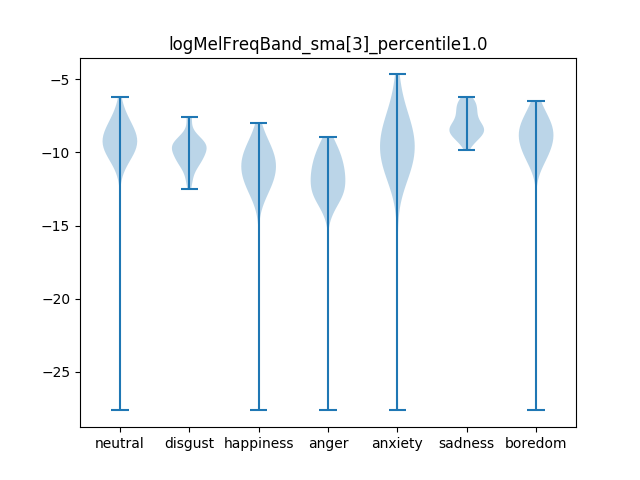 logMelFreqBand_sma[3]_percentile1.0
−5
−10
−15
−20
−25
neutral disgust happiness anger anxiety sadness boredom